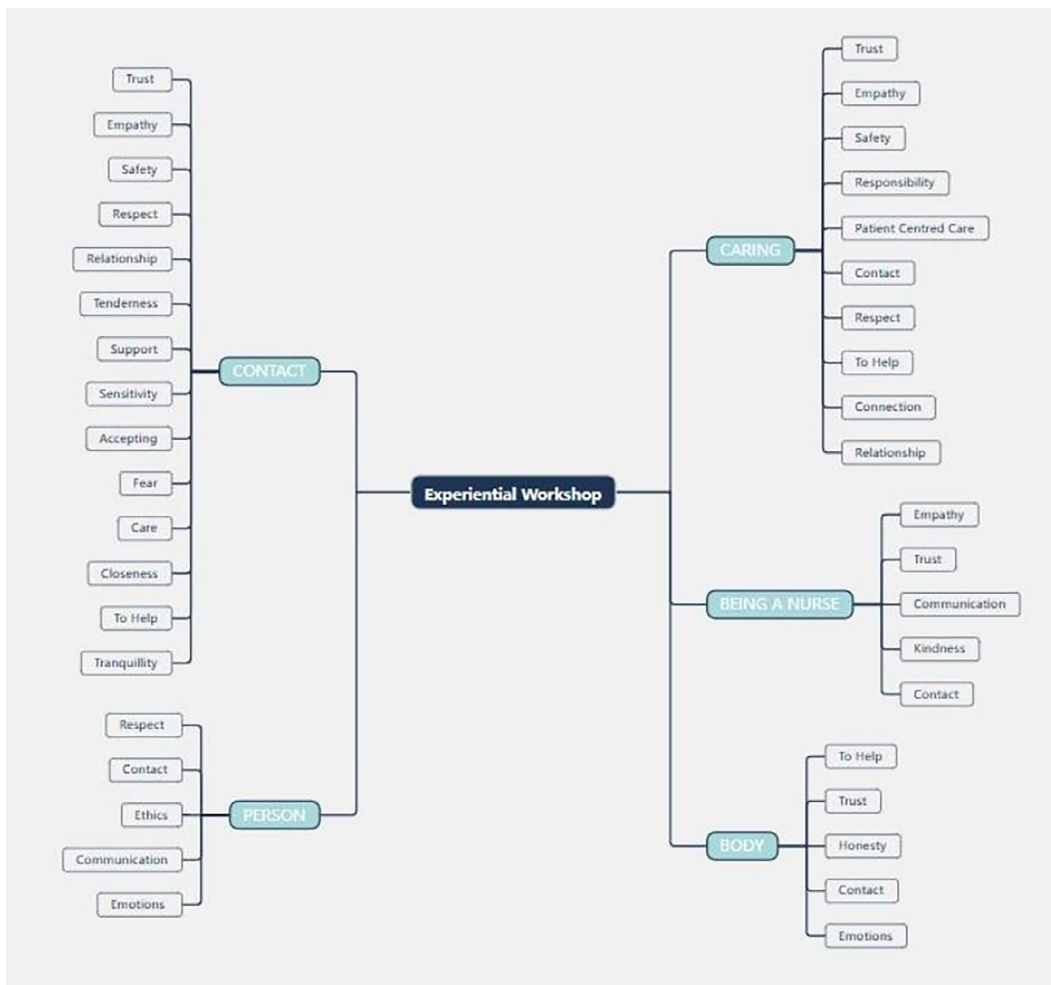 Trust
Empathy
Safety
Respect
Relationship
Tenderness
Support
Sensitivity
Accepting
Fear
Care
Closeness
To Help
Tranquillity
CONTACT
Respect
Contact
Ethics
Communication
Emotions
PERSON
Experiential Workshop
CARING
Trust
Empathy
Safety
Responsibility
Patient Centred Care
Contact
Respect
To Help
Connection
Relationship
BEING A NURSE
Empathy
Trust
Communication
Kindness
Contact
BODY
To Help
Trust
Honesty
Contact
Emotions